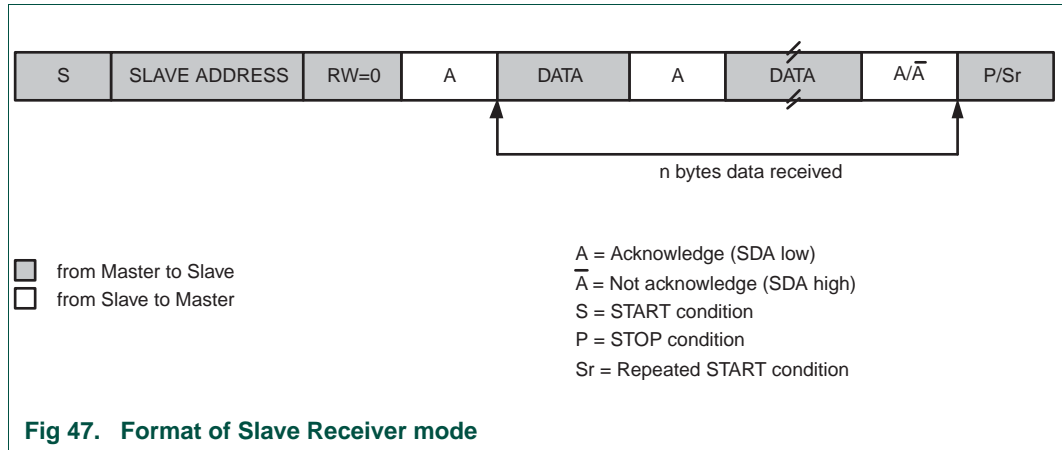 S SLAVE ADDRESS RW=0 A DATA A DATA A/A̅ P/Sr
n bytes data received
from Master to Slave
from Slave to Master
A = Acknowledge (SDA low)
A̅ = Not acknowledge (SDA high)
S = START condition
P = STOP condition
Sr = Repeated START condition
Fig 47. Format of Slave Receiver mode